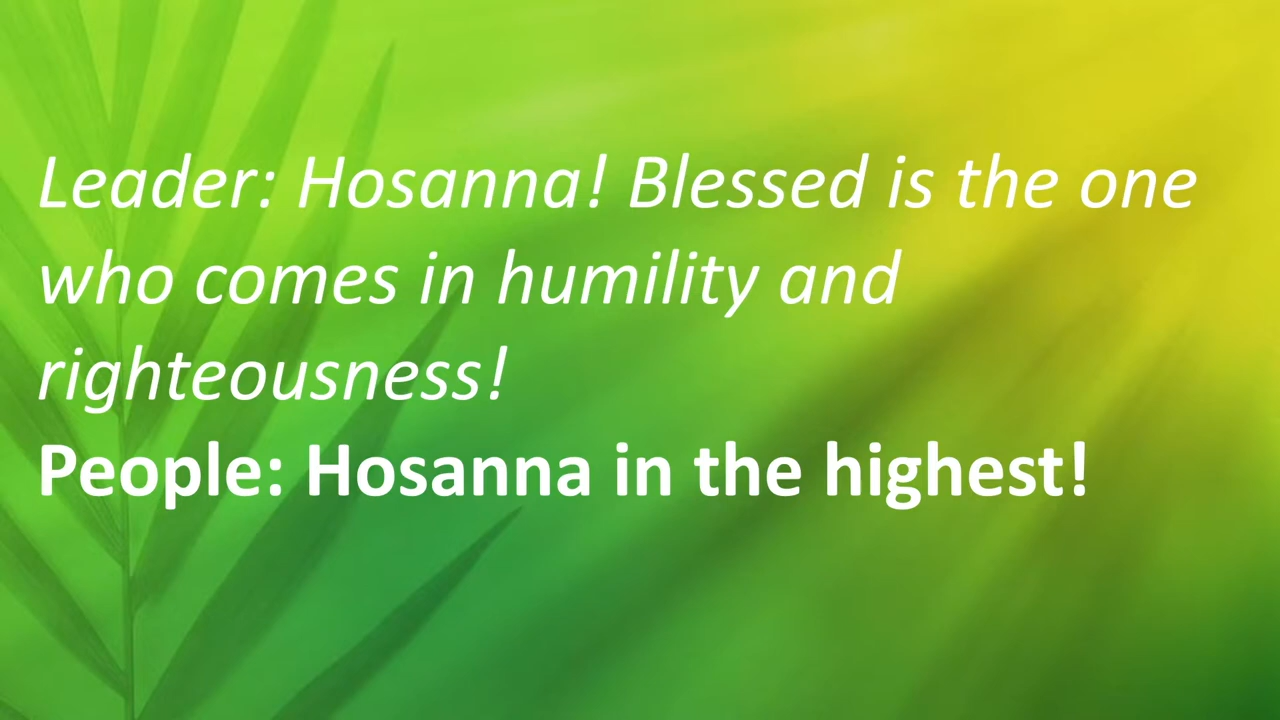 Leader: Hosanna! Blessed is the one
who comes in humility and
righteousness!
People: Hosanna in the highest!